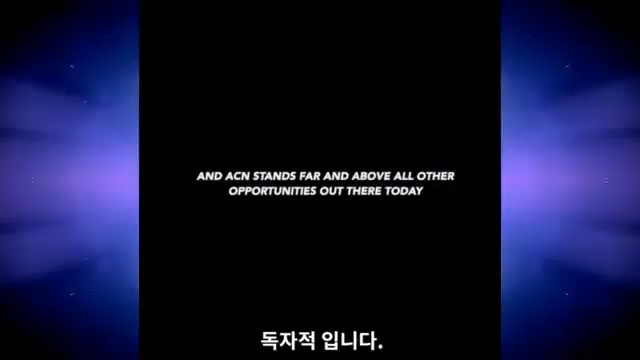 AND ACN STANDS FAR AND ABOVE ALL OTHER
OPPORTUNITIES OUT THERE TODAY
독자적 입니다.